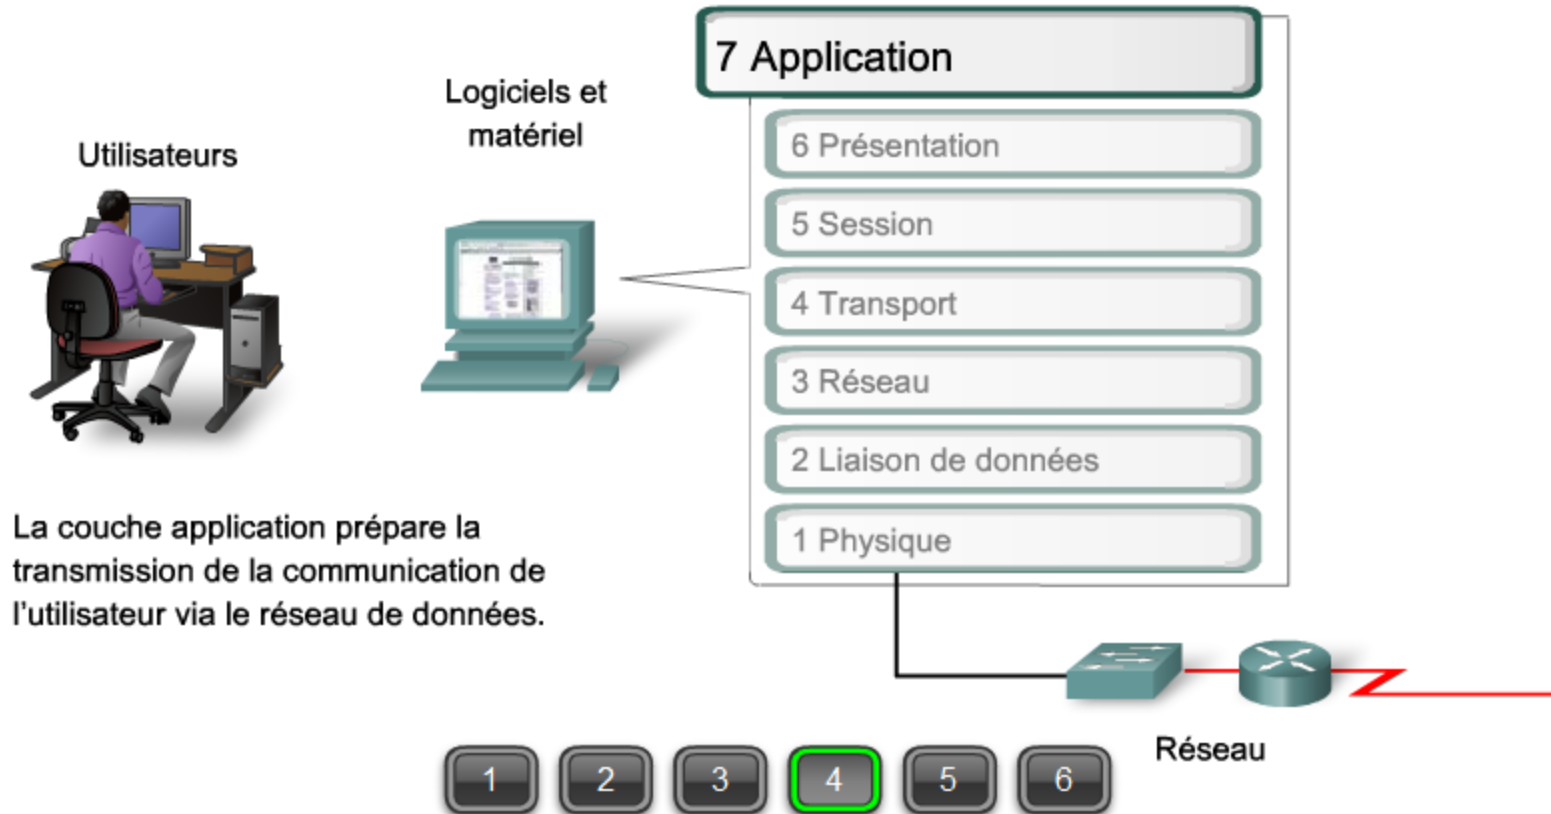 7 Application
Logiciels et
matériel
Utilisateurs
6 Présentation
5 Session
4 Transport
3 Réseau
2 Liaison de données
1 Physique
La couche application prépare la
transmission de la communication de
l'utilisateur via le réseau de données.
Réseau
1 2 3 4 5 6